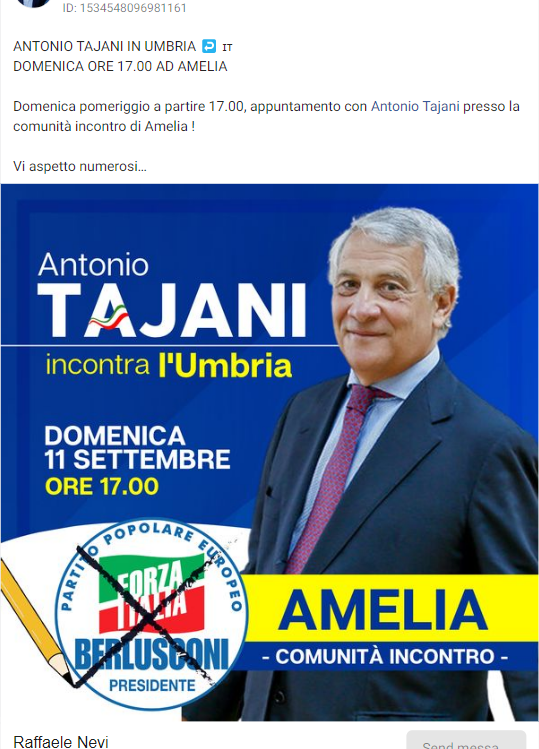 ID: 1534548096981161
ANTONIO TAJANI IN UMBRIA IT
DOMENICA ORE 17.00 AD AMELIA
Domenica pomeriggio a partire 17.00, appuntamento con Antonio Tajani presso la
comunità incontro di Amelia !
Vi aspetto numerosi...
Antonio
TAJANI
incontra l'Umbria
DOMENICA
11 SETTEMBRE
ORE 17.00
PARTITO POPOLARE EUROPEO
FORZA
ITALIA
BERLUSCONI
PRESIDENTE
AMELIA
- COMUNITÀ INCONTRO -
Raffaele Nevi
Send messa